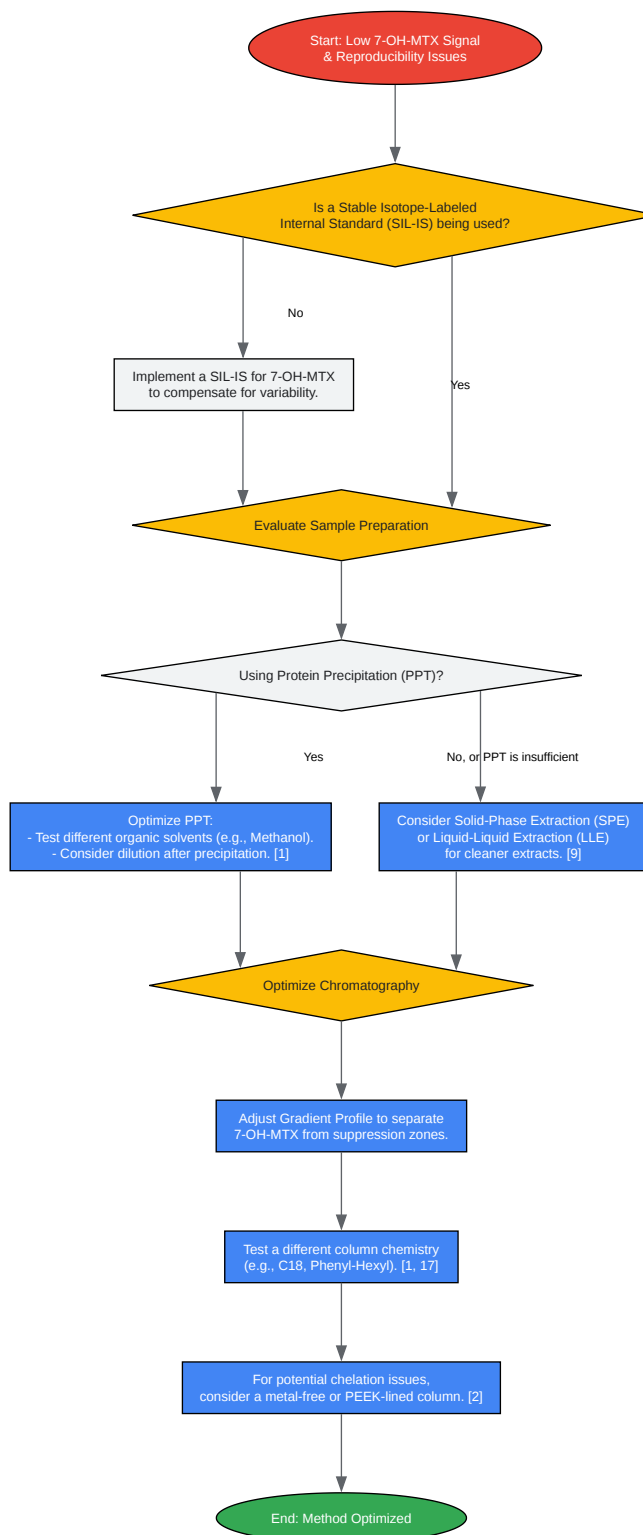 Start: Low 7-OH-MTX Signal
& Reproducibility Issues
Is a Stable Isotope-Labeled
Internal Standard (SIL-IS) being used?
No
Implement a SIL-IS for 7-OH-MTX
to compensate for variability.
Yes
Evaluate Sample Preparation
Using Protein Precipitation (PPT)?
Yes
No, or PPT is insufficient
Optimize PPT:
- Test different organic solvents (e.g., Methanol).
- Consider dilution after precipitation. [1]
Consider Solid-Phase Extraction (SPE)
or Liquid-Liquid Extraction (LLE)
for cleaner extracts. [9]
Optimize Chromatography
Adjust Gradient Profile to separate
7-OH-MTX from suppression zones.
Test a different column chemistry
(e.g., C18, Phenyl-Hexyl). [1, 17]
For potential chelation issues,
consider a metal-free or PEEK-lined column. [2]
End: Method Optimized